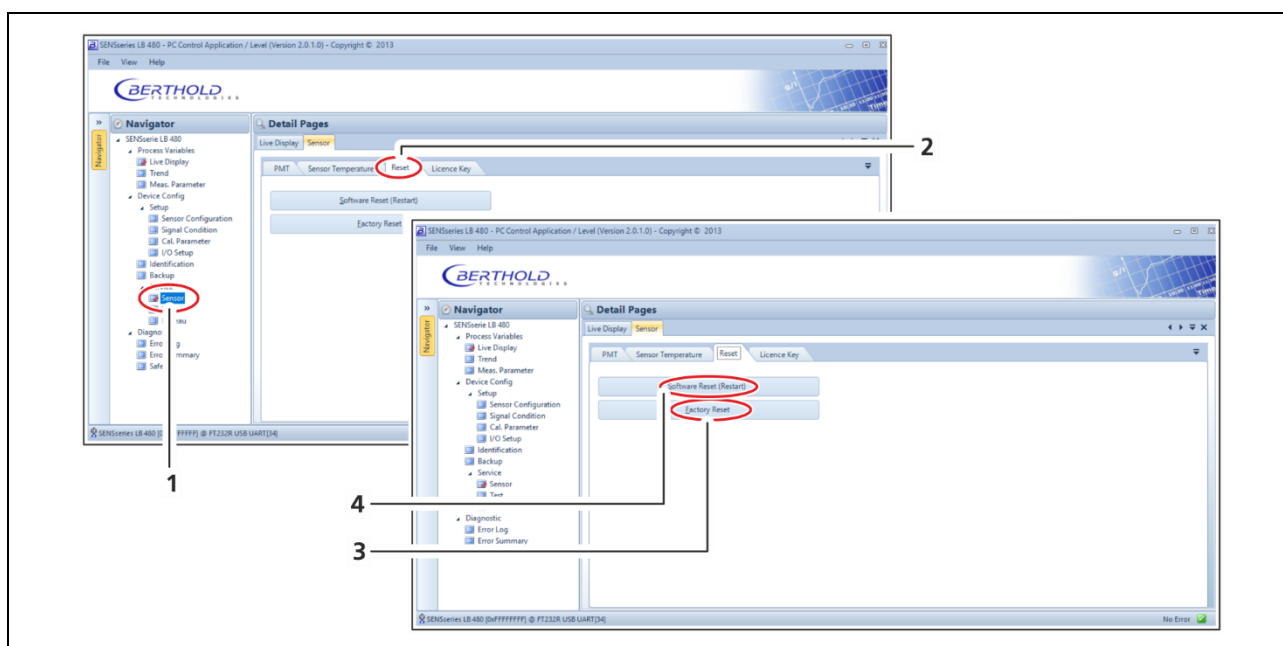 SENSseries LB 480 - PC Control Application / Level (Version 2.0.1.0) - Copyright © 2013
File View Help
BERTHOLD
TECHNOLOGIES
» Navigator
Navigator
SENSserie LB 480
Process Variables
Live Display
Trend
Meas. Parameter
Device Config
Setup
Sensor Configuration
Signal Condition
Cal. Parameter
I/O Setup
Identification
Backup
Sensor
Detail Pages
Live Display Sensor
PMT Sensor Temperature Reset Licence Key
Software Reset (Restart)
Factory Reset
SENSseries LB 480 FFFFF] @ FT232R USB UART[34]
1
2
SENSseries LB 480 - PC Control Application / Level (Version 2.0.1.0) - Copyright © 2013
File View Help
BERTHOLD
TECHNOLOGIES
» Navigator
Navigator
SENSserie LB 480
Process Variables
Live Display
Trend
Meas. Parameter
Device Config
Setup
Sensor Configuration
Signal Condition
Cal. Parameter
I/O Setup
Identification
Backup
Service
Sensor
Test
Diagnostic
Error Log
Error Summary
Detail Pages
Live Display Sensor
PMT Sensor Temperature Reset Licence Key
Software Reset (Restart)
Factory Reset
SENSseries LB 480 [0xFFFFFFFF] @ FT232R USB UART[34] No Error
4
3